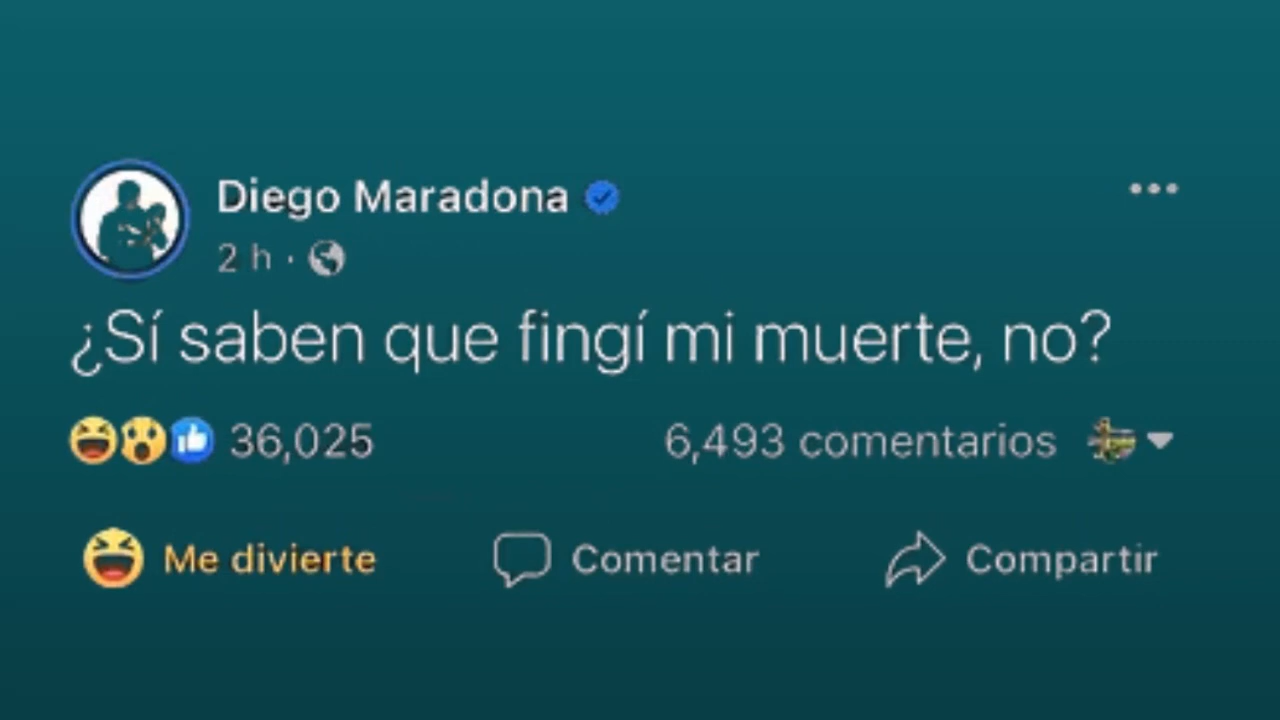 Diego Maradona
2 h ·
¿Sí saben que fingí mi muerte, no?
36,025 6,493 comentarios
Me divierte Comentar Compartir